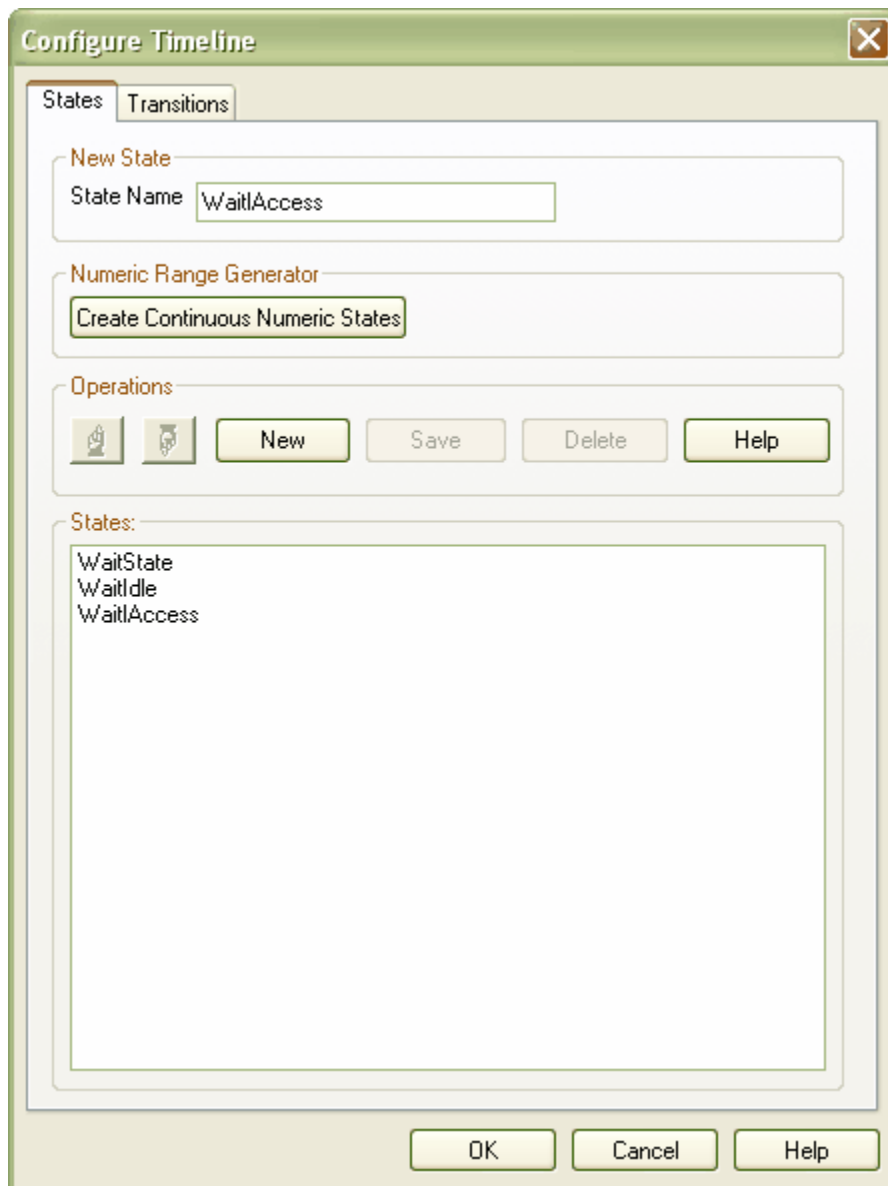 Configure Timeline
States
Transitions
New State
State Name
WaitIAccess
Numeric Range Generator
Create Continuous Numeric States
Operations
New
Save
Delete
Help
States:
WaitState
WaitIdle
WaitIAccess
OK
Cancel
Help